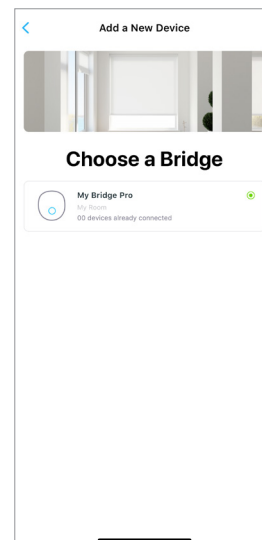 Add a New Device
Choose a Bridge
My Bridge Pro
My Room
00 devices already connected